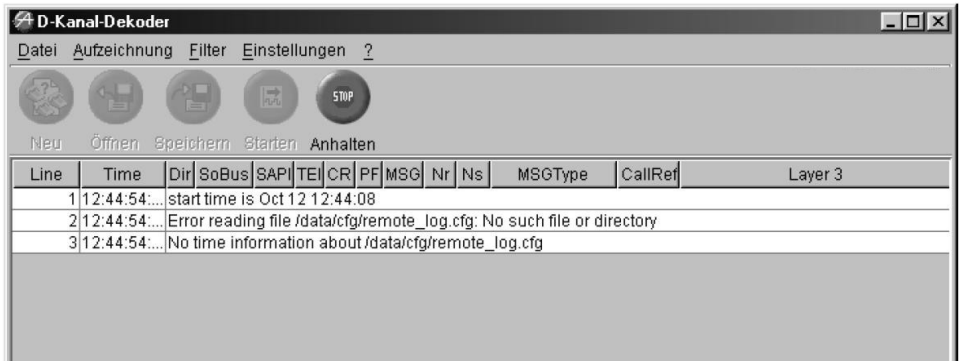 D-Kanal-Dekoder
Datei Aufzeichnung Filter Einstellungen ?
STOP
Neu Öffnen Speichern Starten Anhalten
Line Time Dir SoBus SAPI TEI CR PF MSG Nr Ns MSGType CallRef Layer 3
1 12:44:54:... start time is Oct 12 12:44:08
2 12:44:54:... Error reading file /data/cfg/remote_log.cfg: No such file or directory
3 12:44:54:... No time information about /data/cfg/remote_log.cfg